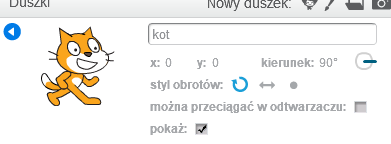 Duszki Nowy duszek:
kot
x: 0 y: 0 kierunek: 90°
styl obrotów:
można przeciągać w odtwarzaczu:
pokaż: